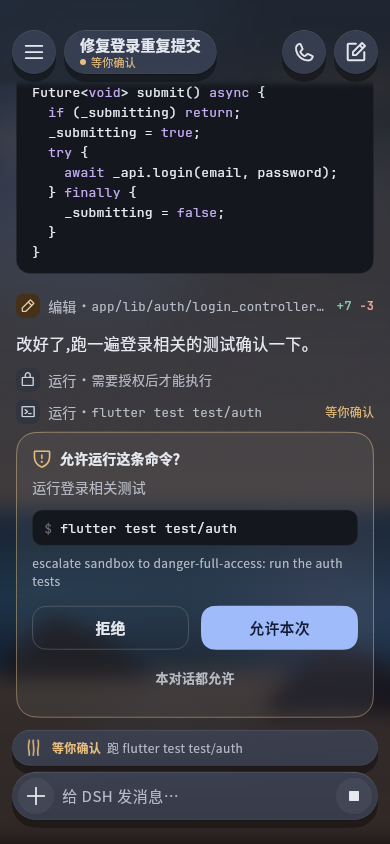 修复登录重复提交
等你确认
Future<void> submit() async {
if (_submitting) return;
_submitting = true;
try {
await _api.login(email, password);
} finally {
_submitting = false;
}
}
编辑 · app/lib/auth/login_controller… +7 -3
改好了,跑一遍登录相关的测试确认一下。
运行 · 需要授权后才能执行
运行 · flutter test test/auth 等你确认
允许运行这条命令?
运行登录相关测试
$ flutter test test/auth
escalate sandbox to danger-full-access: run the auth
tests
拒绝 允许本次
本对话都允许
等你确认 跑 flutter test test/auth
给 DSH 发消息…